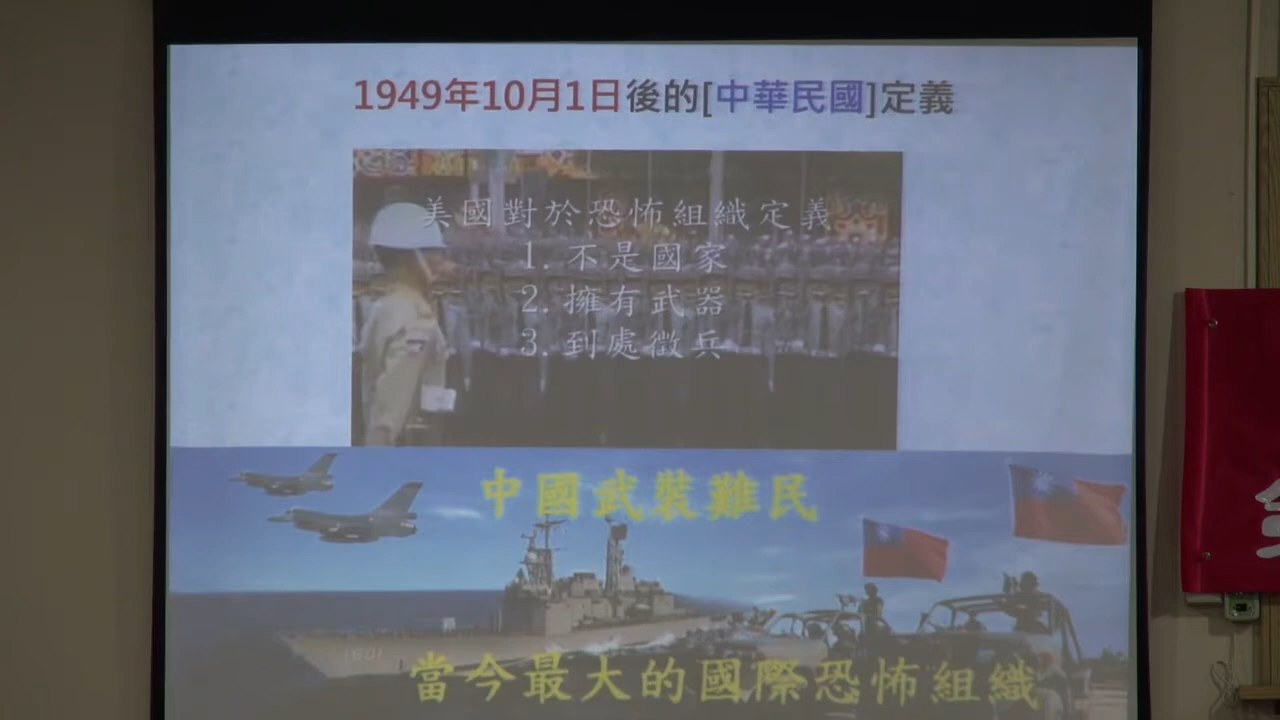 1949年10月1日後的[中華民國]定義
美國對於恐怖組織定義
1. 不是國家
2. 擁有武器
3. 到處徵兵
中國武裝難民
當今最大的國際恐怖組織